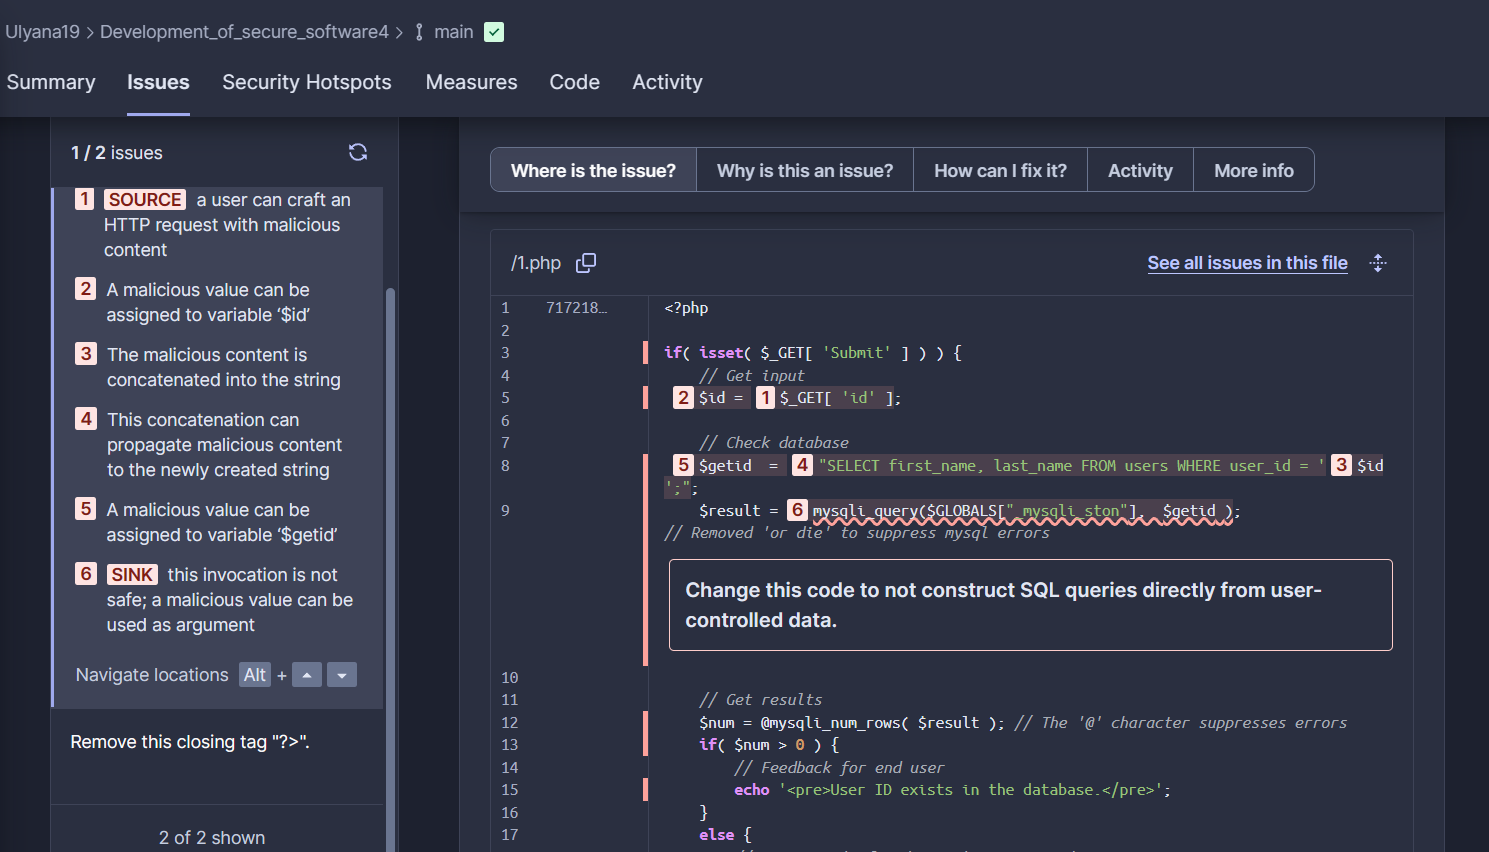 Ulyana19 > Development_of_secure_software4 > main
Summary Issues Security Hotspots Measures Code Activity
1 / 2 issues
1 SOURCE a user can craft an
HTTP request with malicious
content
2 A malicious value can be
assigned to variable ‘$id’
3 The malicious content is
concatenated into the string
4 This concatenation can
propagate malicious content
to the newly created string
5 A malicious value can be
assigned to variable ‘$getid’
6 SINK this invocation is not
safe; a malicious value can be
used as argument
Navigate locations Alt +
Remove this closing tag "?>".
2 of 2 shown
Where is the issue? Why is this an issue? How can I fix it? Activity More info
/1.php See all issues in this file
1 717218... <?php
2
3 if( isset( $_GET[ 'Submit' ] ) ) {
4 // Get input
5 2 $id = 1 $_GET[ 'id' ];
6
7 // Check database
8 5 $getid = 4 "SELECT first_name, last_name FROM users WHERE user_id = ' 3 $id
';";
9 $result = 6 mysqli_query($GLOBALS["_mysqli_ston"], $getid );
// Removed 'or die' to suppress mysql errors
Change this code to not construct SQL queries directly from user-
controlled data.
10
11 // Get results
12 $num = @mysqli_num_rows( $result ); // The '@' character suppresses errors
13 if( $num > 0 ) {
14 // Feedback for end user
15 echo '<pre>User ID exists in the database.</pre>';
16 }
17 else {